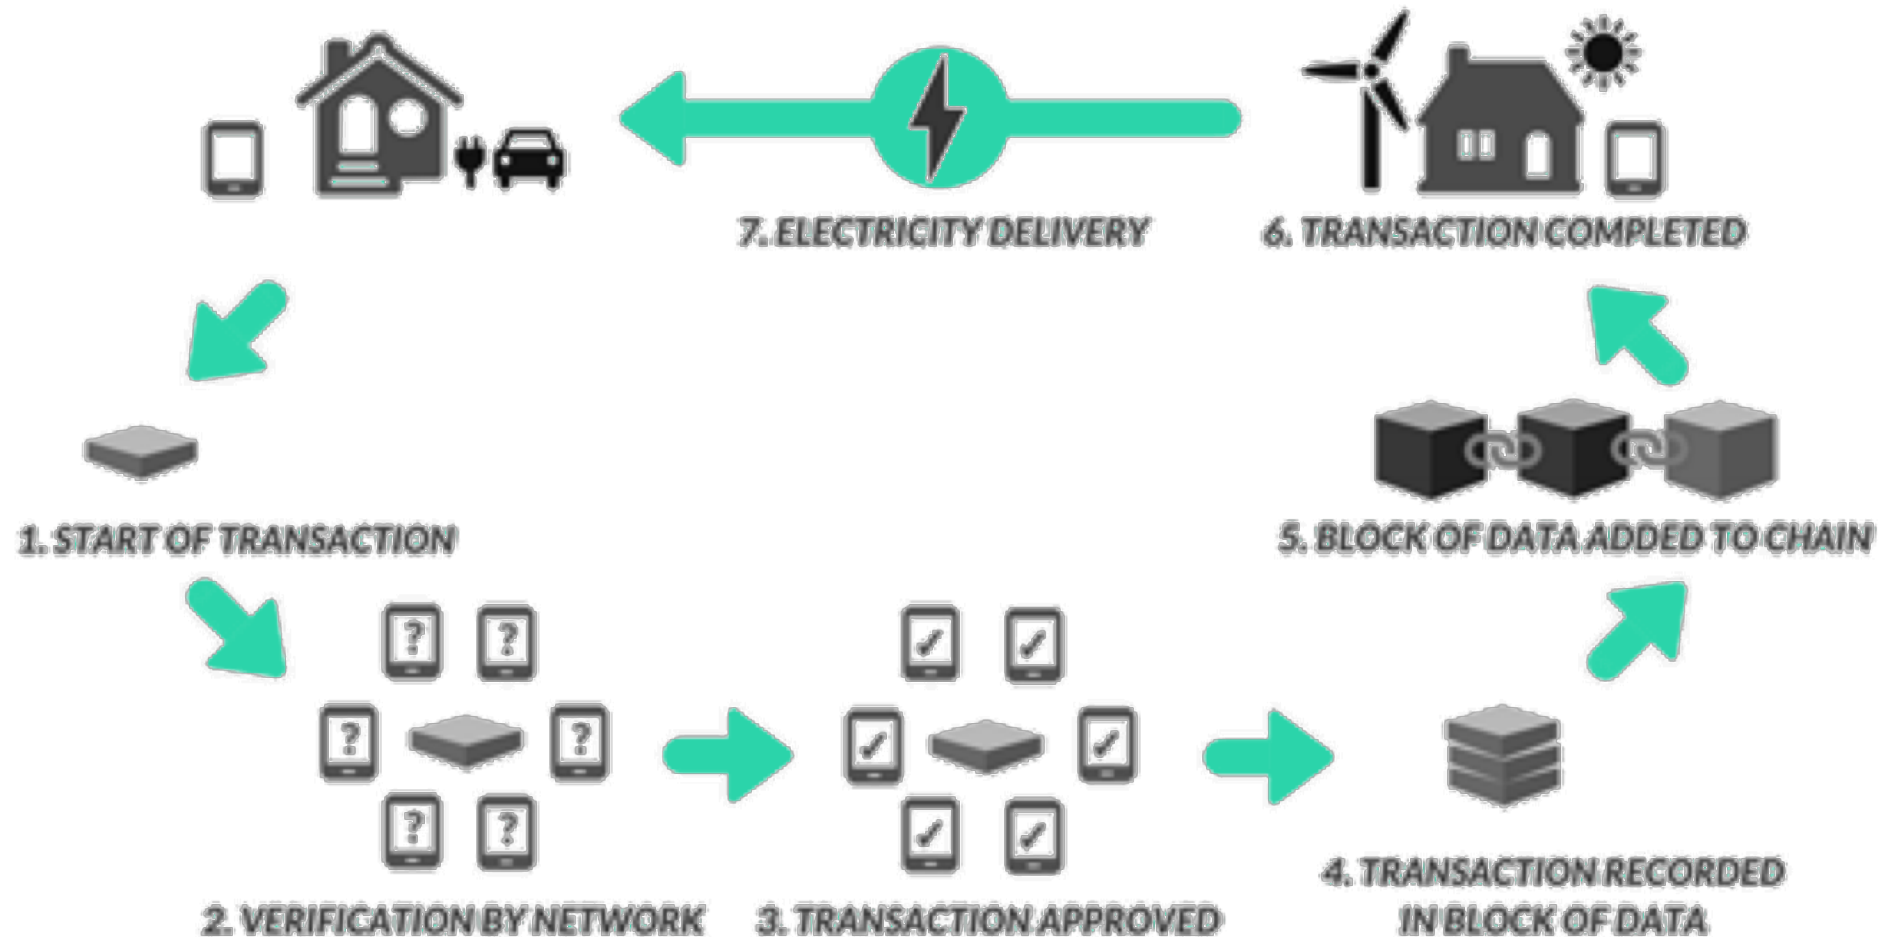 7. ELECTRICITY DELIVERY
6. TRANSACTION COMPLETED
1. START OF TRANSACTION
5. BLOCK OF DATA ADDED TO CHAIN
? ?
? ?
? ?
2. VERIFICATION BY NETWORK
3. TRANSACTION APPROVED
4. TRANSACTION RECORDED
IN BLOCK OF DATA